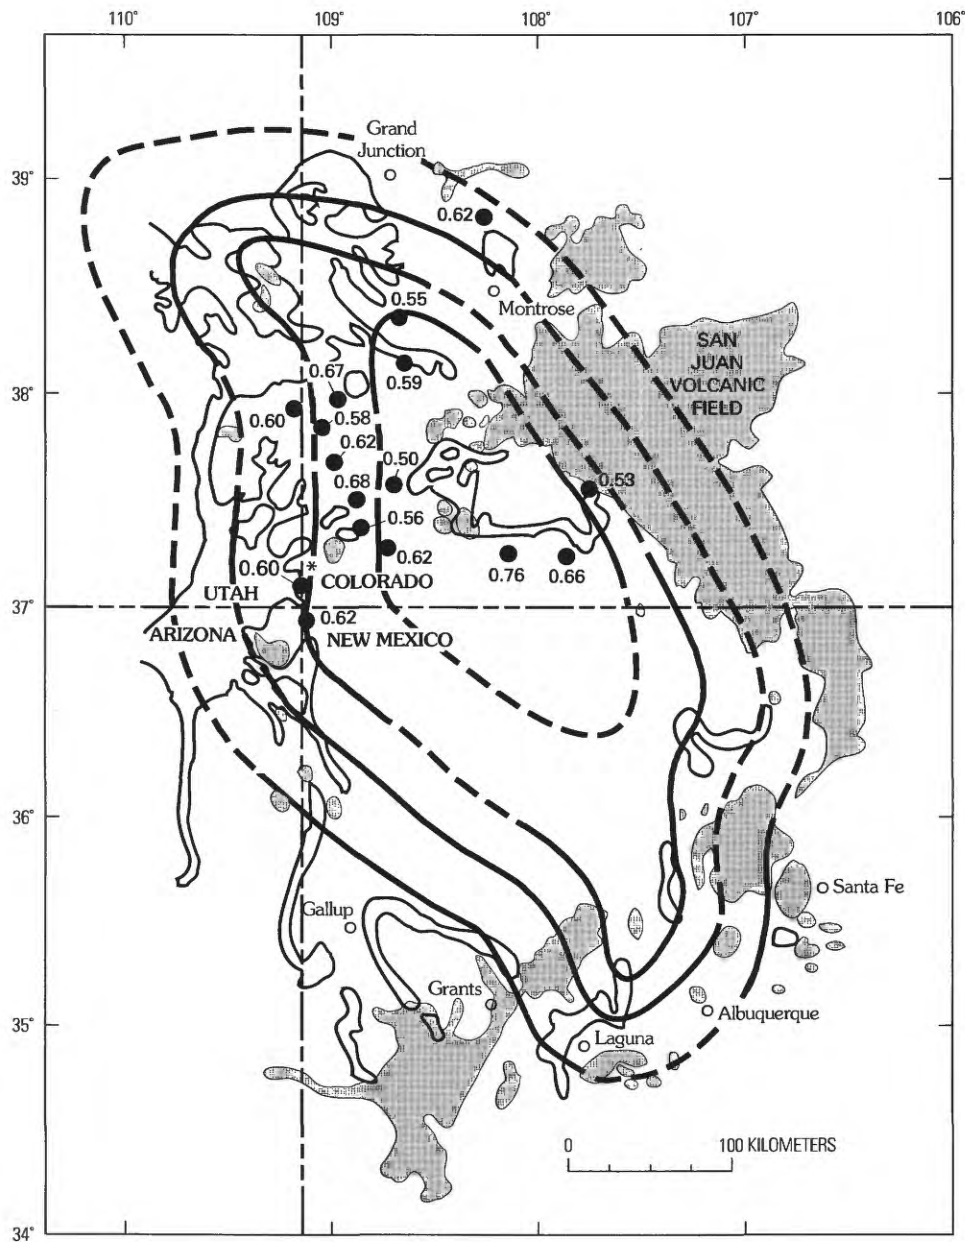 110°
109°
108°
107°
106°
39°
38°
37°
36°
35°
34°
Grand
Junction
0.62
Montrose
0.55
SAN
JUAN
VOLCANIC
FIELD
0.67
0.59
0.60
0.58
0.62
0.50
0.68
0.53
0.56
0.62
0.76
0.66
0.60
*
COLORADO
UTAH
ARIZONA
0.62
NEW MEXICO
Santa Fe
Gallup
Grants
Albuquerque
Laguna
0
100 KILOMETERS